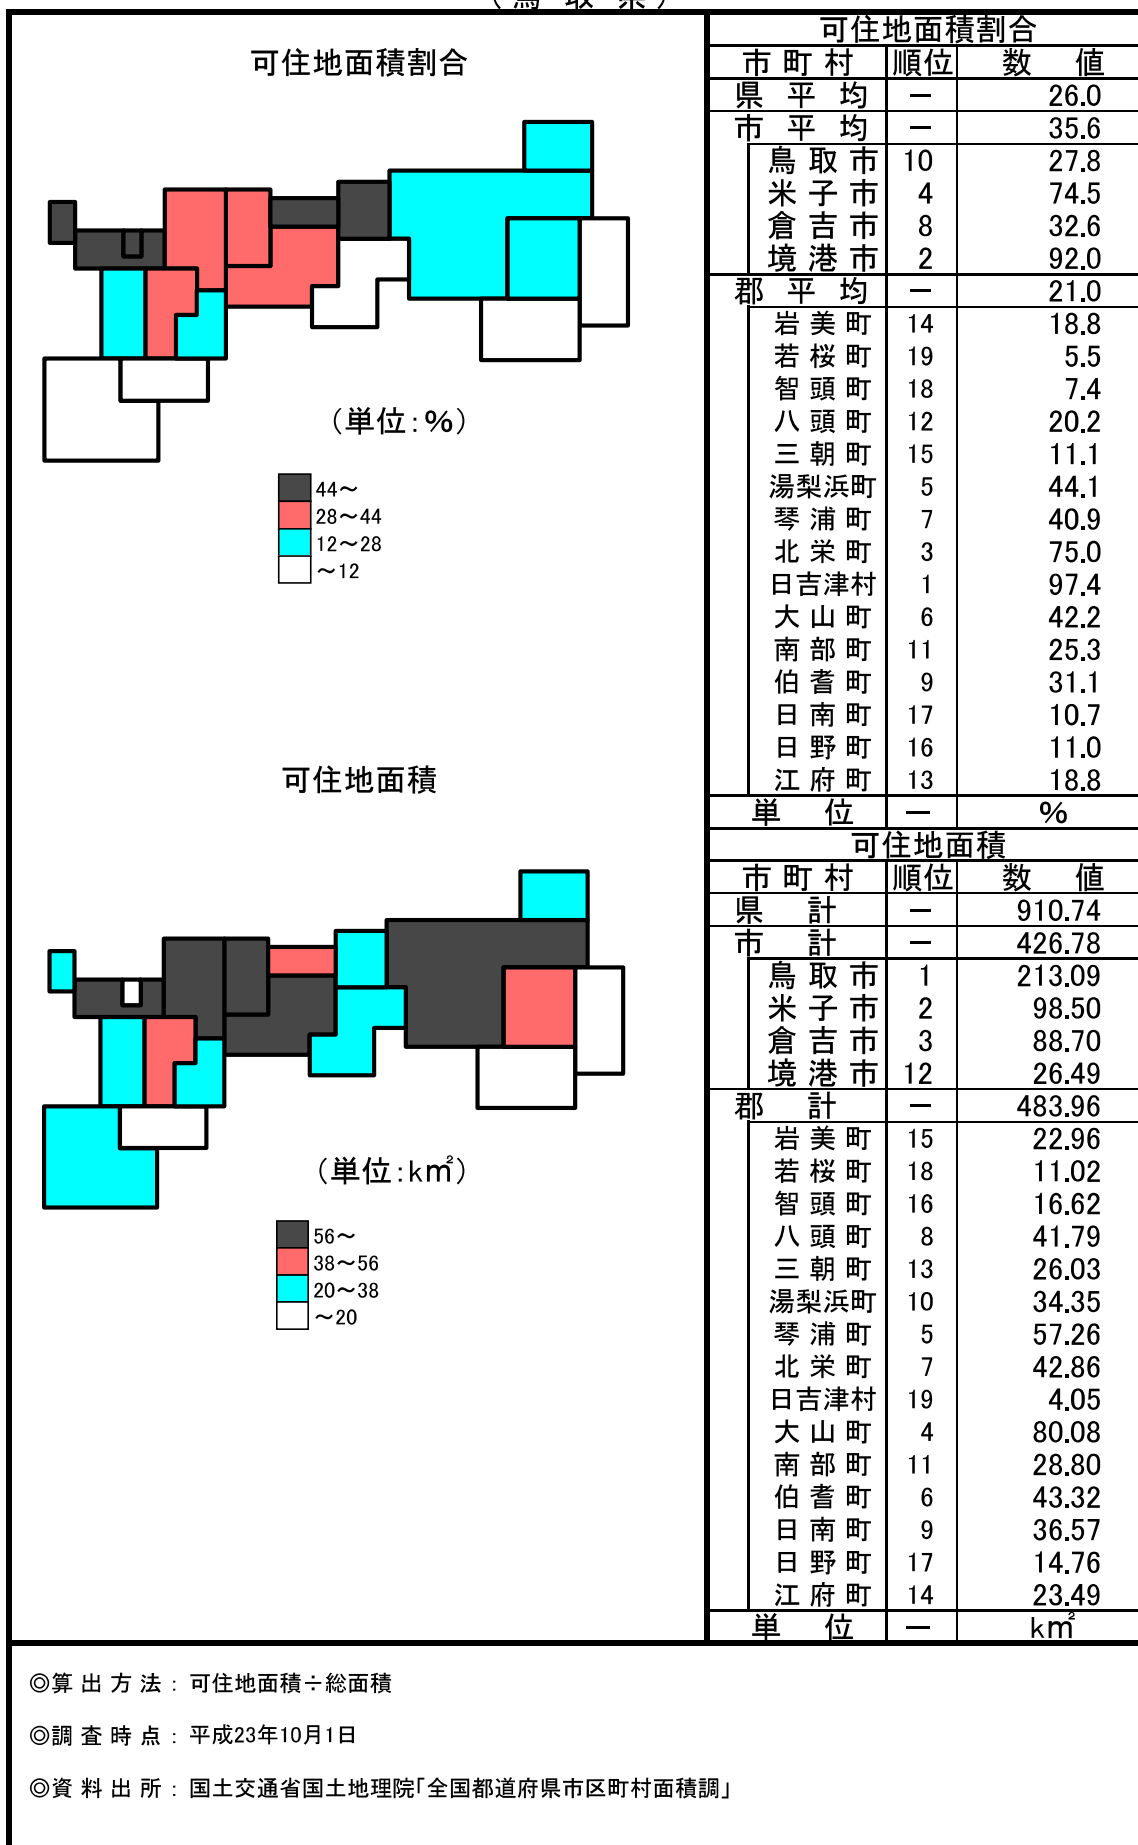 （鳥取県）
可住地面積割合
（単位：％）
44～
28～44
12～28
～12
可住地面積
（単位：k㎡）
56～
38～56
20～38
～20
可住地面積割合
市町村 順位 数値
県平均 － 26.0
市平均 － 35.6
鳥取市 10 27.8
米子市 4 74.5
倉吉市 8 32.6
境港市 2 92.0
郡平均 － 21.0
岩美町 14 18.8
若桜町 19 5.5
智頭町 18 7.4
八頭町 12 20.2
三朝町 15 11.1
湯梨浜町 5 44.1
琴浦町 7 40.9
北栄町 3 75.0
日吉津村 1 97.4
大山町 6 42.2
南部町 11 25.3
伯耆町 9 31.1
日南町 17 10.7
日野町 16 11.0
江府町 13 18.8
単位 － ％
可住地面積
市町村 順位 数値
県計 － 910.74
市計 － 426.78
鳥取市 1 213.09
米子市 2 98.50
倉吉市 3 88.70
境港市 12 26.49
郡計 － 483.96
岩美町 15 22.96
若桜町 18 11.02
智頭町 16 16.62
八頭町 8 41.79
三朝町 13 26.03
湯梨浜町 10 34.35
琴浦町 5 57.26
北栄町 7 42.86
日吉津村 19 4.05
大山町 4 80.08
南部町 11 28.80
伯耆町 6 43.32
日南町 9 36.57
日野町 17 14.76
江府町 14 23.49
単位 － k㎡
◎算出方法：可住地面積÷総面積
◎調査時点：平成23年10月1日
◎資料出所：国土交通省国土地理院「全国都道府県市区町村面積調」